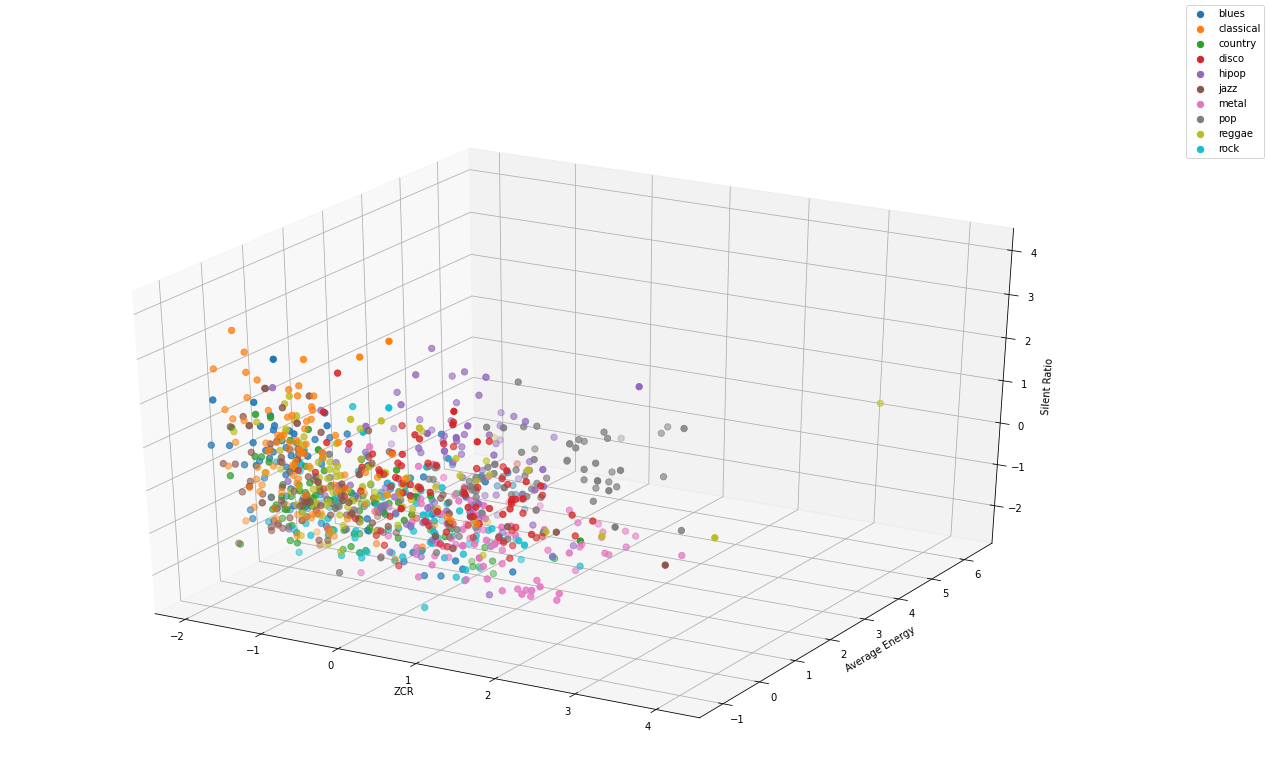 blues
classical
country
disco
hipop
jazz
metal
pop
reggae
rock
4
3
2
1
0
−1
−2
Silent Ratio
6
5
4
3
2
1
0
−1
Average Energy
−2
−1
0
1
2
3
4
ZCR